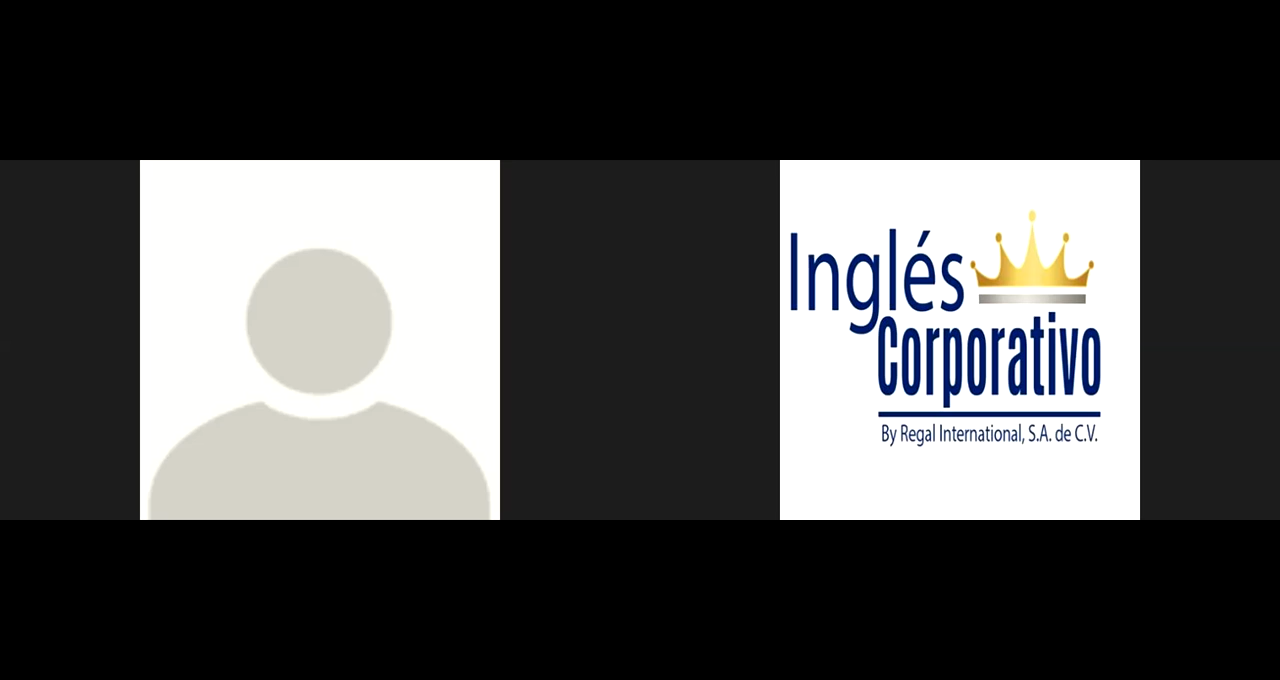 Inglés
Corporativo
By Regal International, S.A. de C.V.